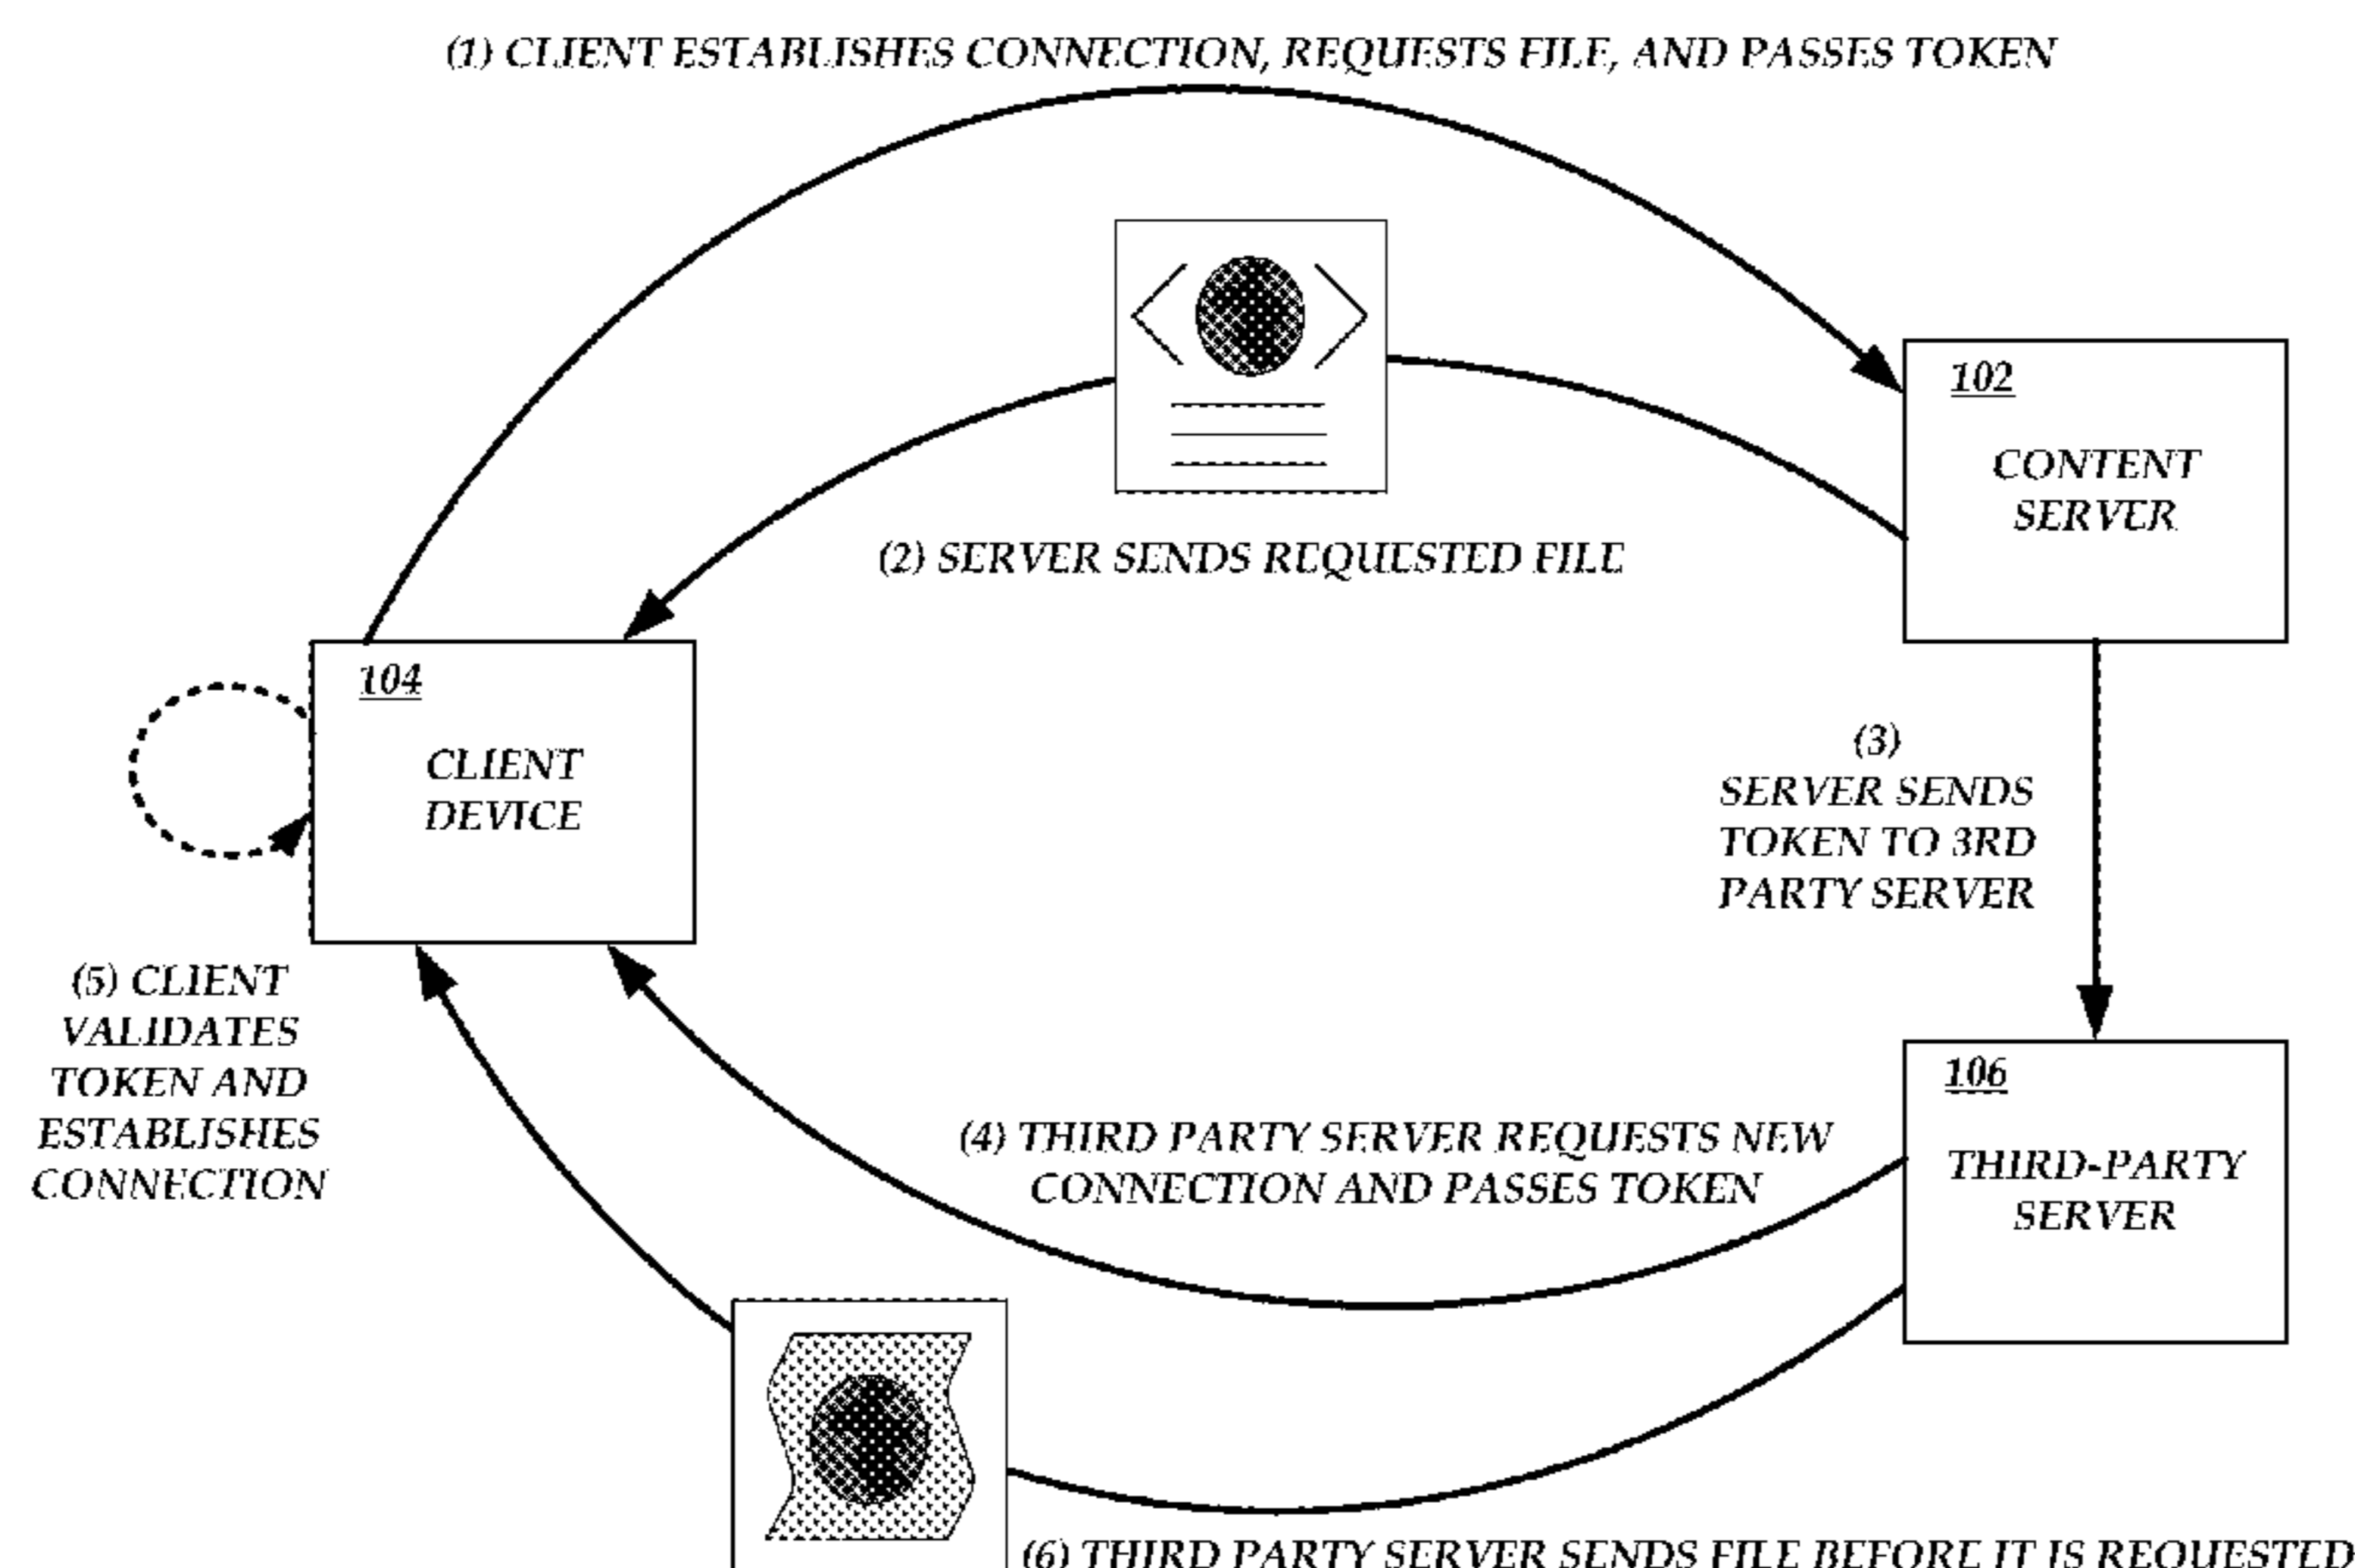 (1) CLIENT ESTABLISHES CONNECTION, REQUESTS FILE, AND PASSES TOKEN
102
CONTENT
SERVER
(2) SERVER SENDS REQUESTED FILE
104
CLIENT
DEVICE
(3)
SERVER SENDS
TOKEN TO 3RD
PARTY SERVER
(5) CLIENT
VALIDATES
TOKEN AND
ESTABLISHES
CONNECTION
106
THIRD-PARTY
SERVER
(4) THIRD PARTY SERVER REQUESTS NEW
CONNECTION AND PASSES TOKEN
(6) THIRD PARTY SERVER SENDS FILE BEFORE IT IS REQUESTED